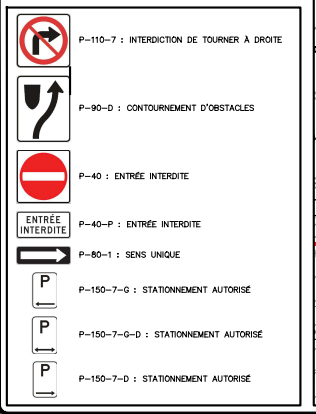 P-110-7 : INTERDICTION DE TOURNER À DROITE
P-90-D : CONTOURNEMENT D'OBSTACLES
P-40 : ENTRÉE INTERDITE
ENTRÉE
INTERDITE
P-40-P : ENTRÉE INTERDITE
P-80-1 : SENS UNIQUE
P
P-150-7-G : STATIONNEMENT AUTORISÉ
P
P-150-7-G-D : STATIONNEMENT AUTORISÉ
P
P-150-7-D : STATIONNEMENT AUTORISÉ